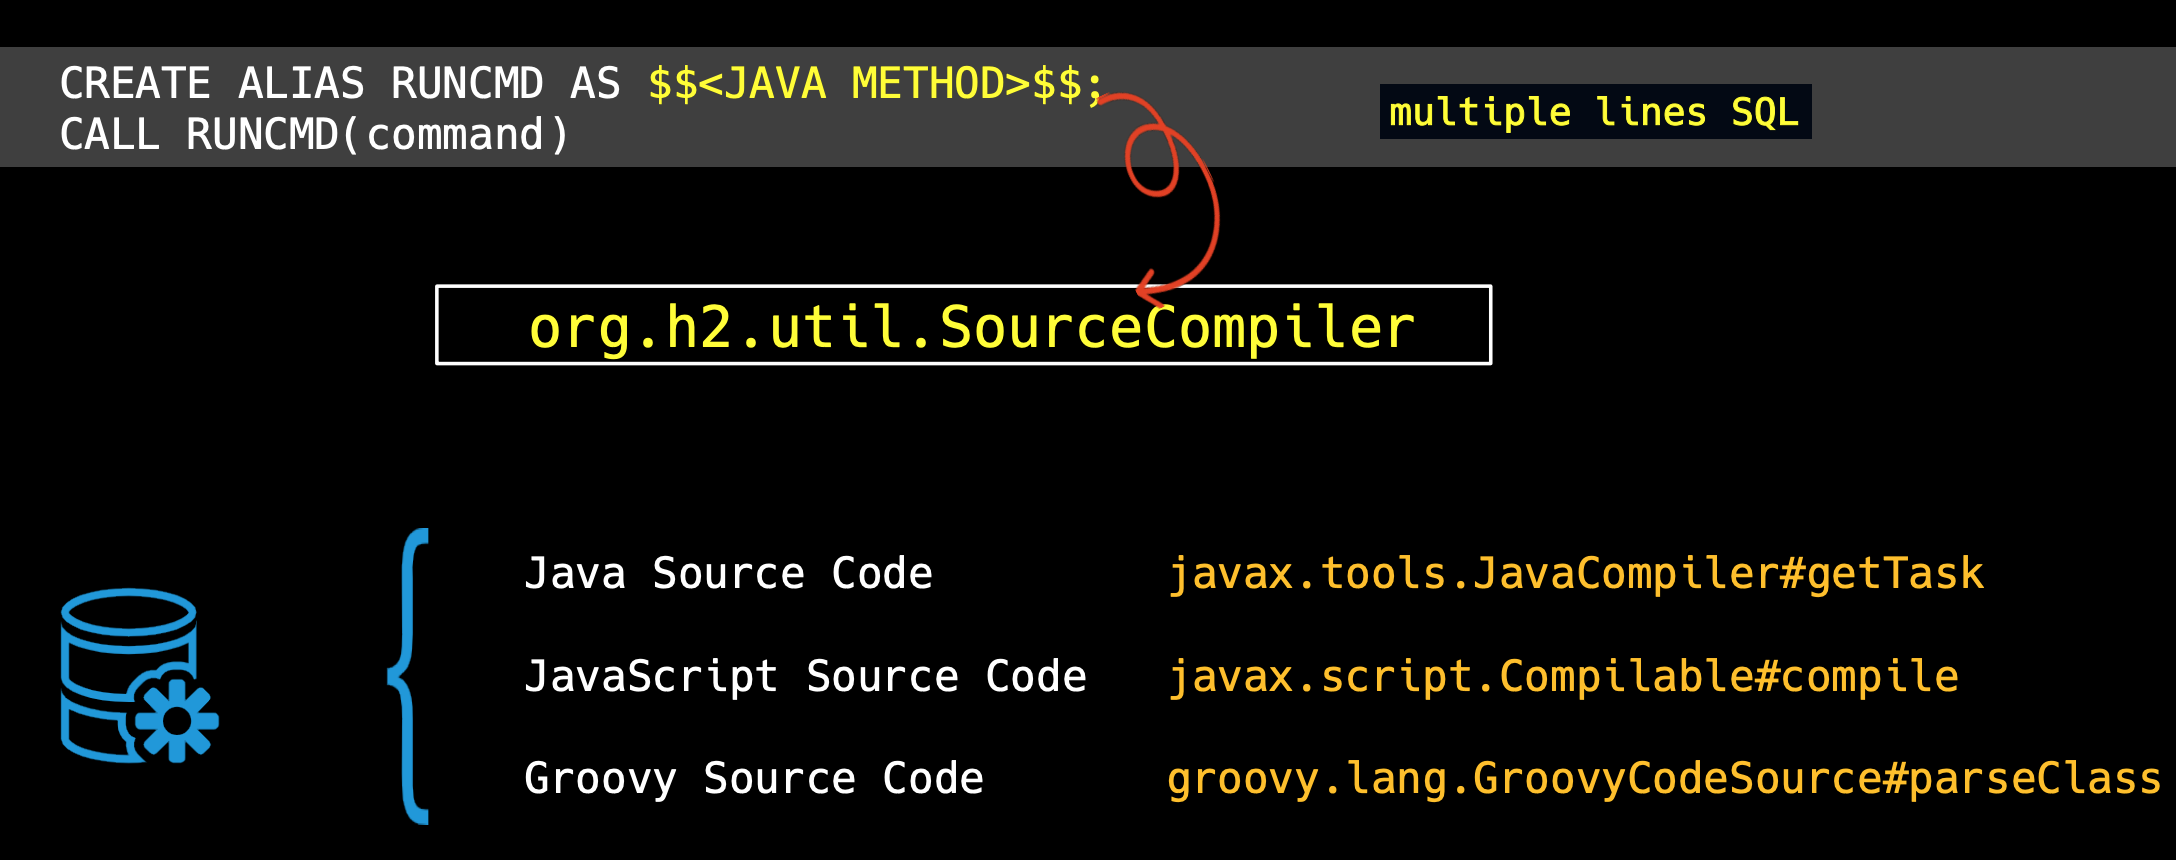 CREATE ALIAS RUNCMD AS $$<JAVA METHOD>$$;
CALL RUNCMD(command)
multiple lines SQL
org.h2.util.SourceCompiler
Java Source Code javax.tools.JavaCompiler#getTask
JavaScript Source Code javax.script.Compilable#compile
Groovy Source Code groovy.lang.GroovyCodeSource#parseClass